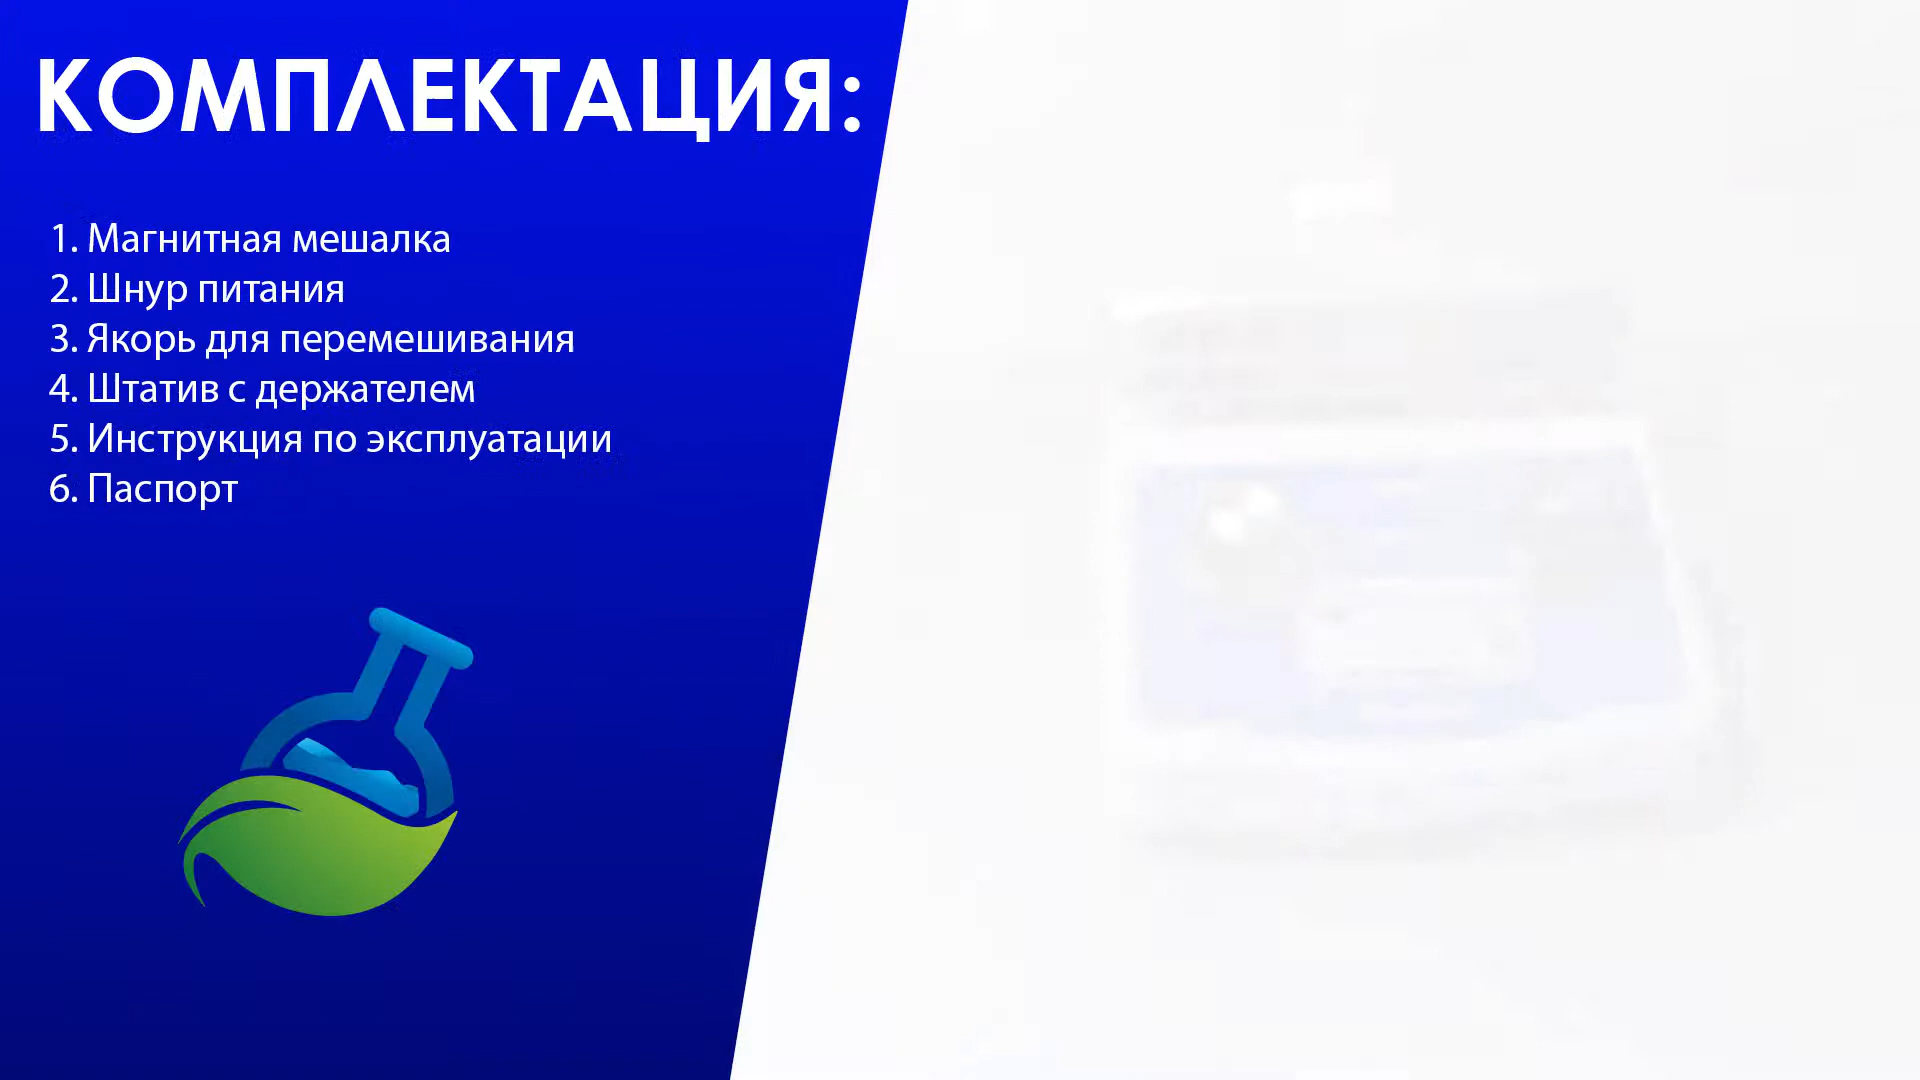 КОМПЛЕКТАЦИЯ:
1. Магнитная мешалка
2. Шнур питания
3. Якорь для перемешивания
4. Штатив с держателем
5. Инструкция по эксплуатации
6. Паспорт